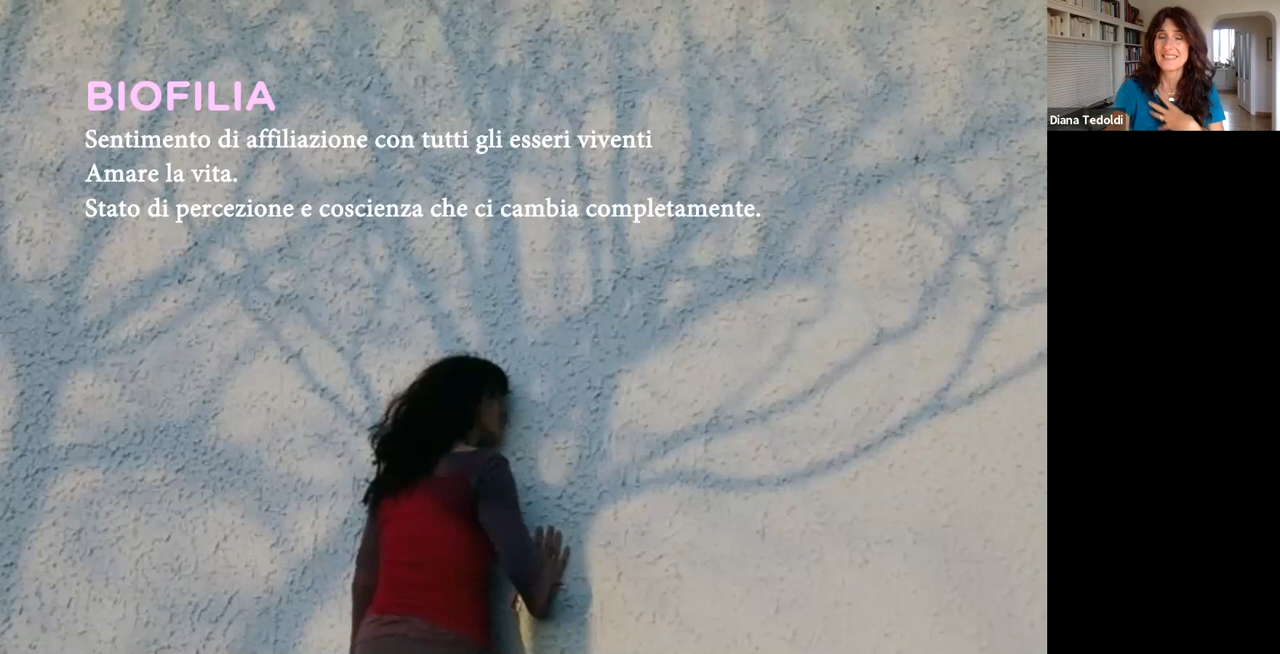 BIOFILIA
Sentimento di affiliazione con tutti gli esseri viventi
Amare la vita.
Stato di percezione e coscienza che ci cambia completamente.
Diana Tedoldi